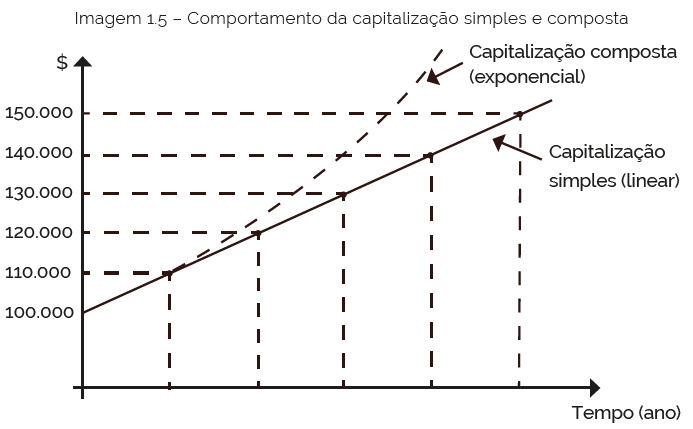 Imagem 1.5 – Comportamento da capitalização simples e composta
$
Capitalização composta
(exponencial)
150.000
140.000
130.000
120.000
110.000
100.000
Capitalização
simples (linear)
Tempo (ano)